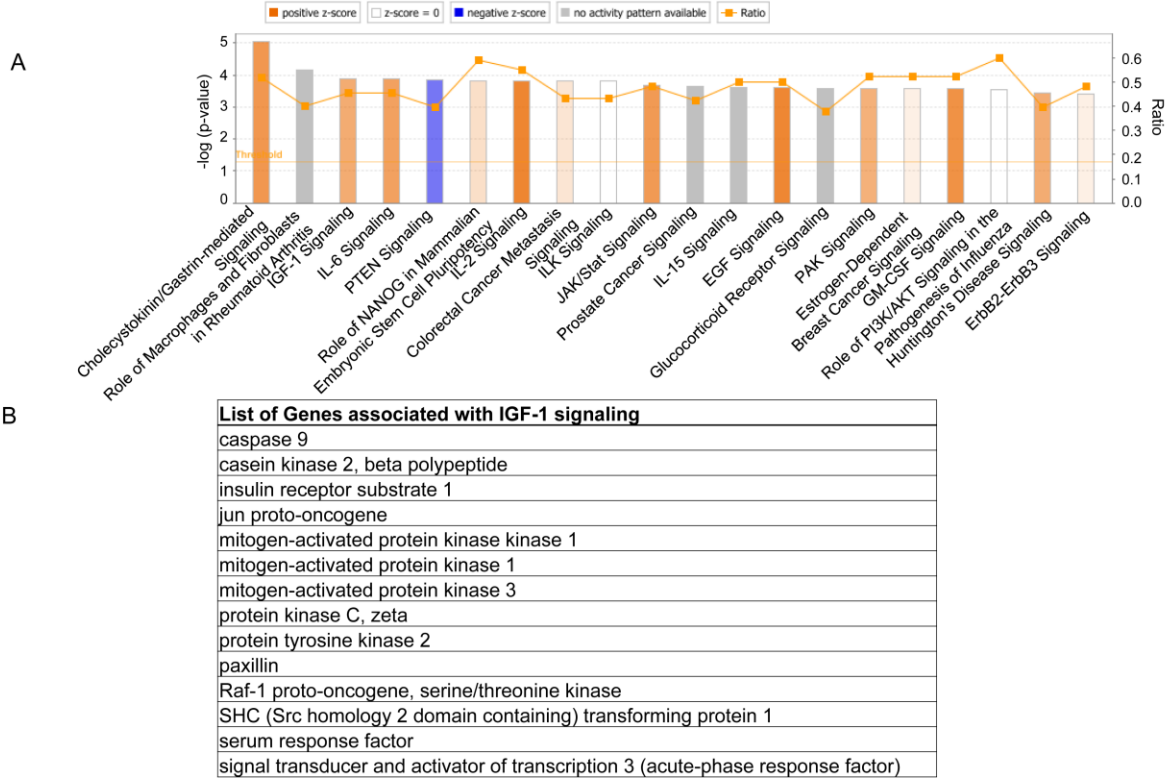 positive z-score z-score = 0 negative z-score no activity pattern available Ratio
A
-log (p-value)
5
4
3
2
1
0
Threshold
0.6
0.5
0.4
0.3
0.2
0.1
0.0
Ratio
Cholecystokinin/Gastrin-mediated
Signaling
Role of Macrophages and Fibroblasts
in Rheumatoid Arthritis
IGF-1 Signaling
IL-6 Signaling
PTEN Signaling
Role of NANOG in Mammalian
Embryonic Stem Cell Pluripotency
IL-2 Signaling
Colorectal Cancer Metastasis
Signaling
ILK Signaling
JAK/Stat Signaling
Prostate Cancer Signaling
IL-15 Signaling
EGF Signaling
Glucocorticoid Receptor Signaling
PAK Signaling
Estrogen-Dependent
Breast Cancer Signaling
GM-CSF Signaling
Role of PI3K/AKT Signaling in the
Pathogenesis of Influenza
Huntington's Disease Signaling
ErbB2-ErbB3 Signaling
B
List of Genes associated with IGF-1 signaling
caspase 9
casein kinase 2, beta polypeptide
insulin receptor substrate 1
jun proto-oncogene
mitogen-activated protein kinase kinase 1
mitogen-activated protein kinase 1
mitogen-activated protein kinase 3
protein kinase C, zeta
protein tyrosine kinase 2
paxillin
Raf-1 proto-oncogene, serine/threonine kinase
SHC (Src homology 2 domain containing) transforming protein 1
serum response factor
signal transducer and activator of transcription 3 (acute-phase response factor)